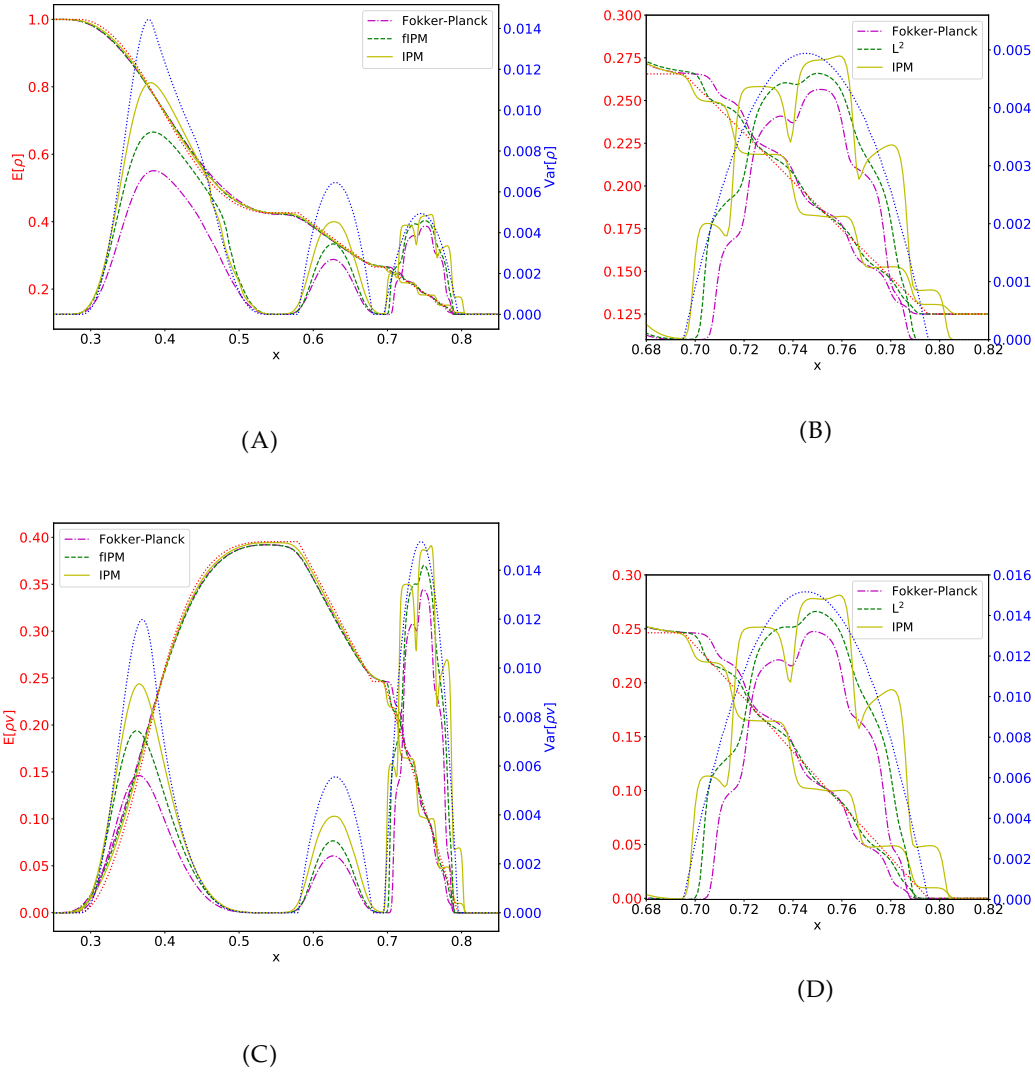 Fokker-Planck
fIPM
IPM
E[ρ]
1.0
0.8
0.6
0.4
0.2
0.3 0.4 0.5 0.6 0.7 0.8
x
0.014
0.012
0.010
0.008
0.006
0.004
0.002
0.000
Var[ρ]
(A)
Fokker-Planck
L²
IPM
0.300
0.275
0.250
0.225
0.200
0.175
0.150
0.125
0.68 0.70 0.72 0.74 0.76 0.78 0.80 0.82
x
0.005
0.004
0.003
0.002
0.001
0.000
(B)
Fokker-Planck
fIPM
IPM
E[ρv]
0.40
0.35
0.30
0.25
0.20
0.15
0.10
0.05
0.00
0.3 0.4 0.5 0.6 0.7 0.8
x
0.014
0.012
0.010
0.008
0.006
0.004
0.002
0.000
Var[ρv]
(C)
Fokker-Planck
L²
IPM
0.30
0.25
0.20
0.15
0.10
0.05
0.00
0.68 0.70 0.72 0.74 0.76 0.78 0.80 0.82
x
0.016
0.014
0.012
0.010
0.008
0.006
0.004
0.002
0.000
(D)